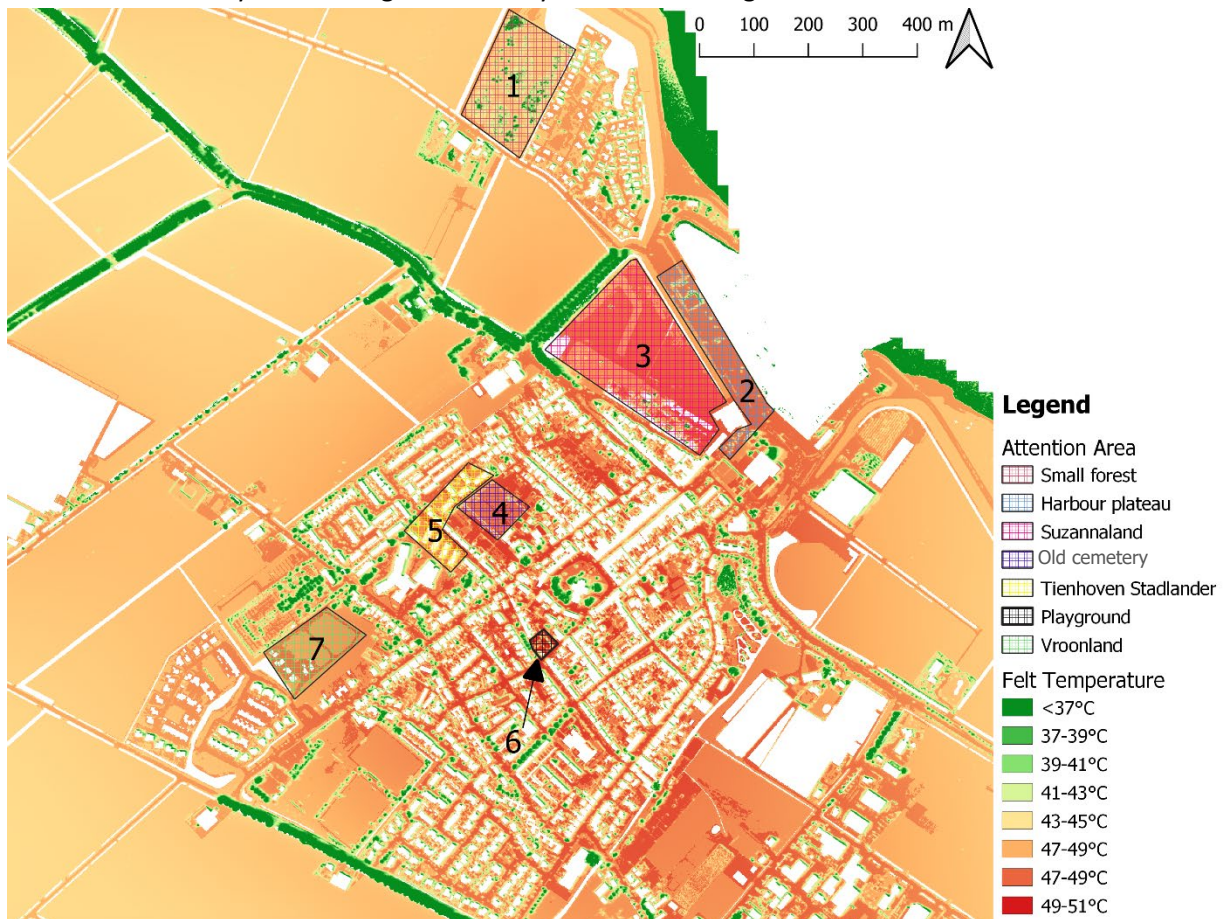 0 100 200 300 400 m
1
2
3
4
5
6
7
Legend
Attention Area
Small forest
Harbour plateau
Suzannaland
Old cemetery
Tienhoven Stadlander
Playground
Vroonland
Felt Temperature
<37°C
37-39°C
39-41°C
41-43°C
43-45°C
47-49°C
47-49°C
49-51°C